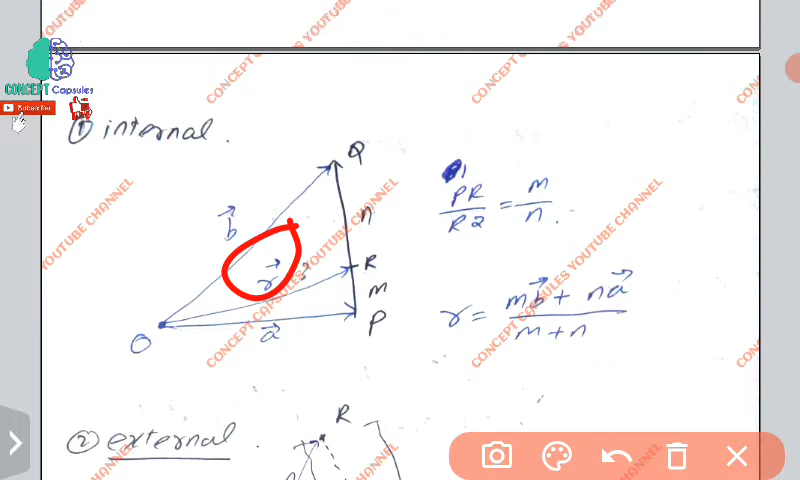 CONCEPT Capsules
Subscribe
① internal.
Q
b
n
r
R
m
O
a
P
PR/RQ = m/n.
r = mb + na / m+n
② external.
R
CONCEPT CAPSULES YOUTUBE CHANNEL